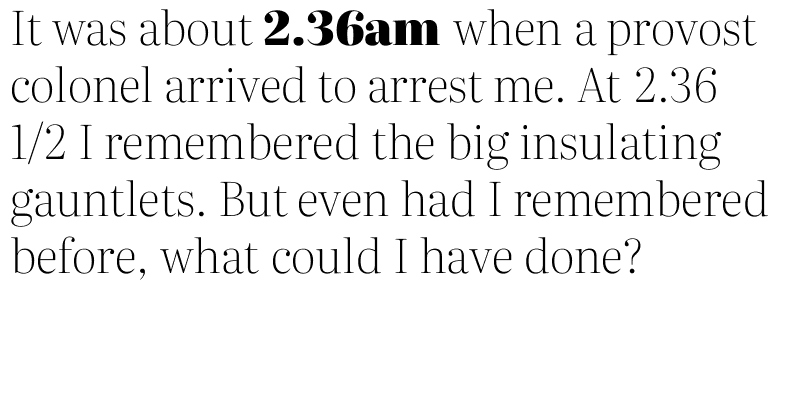 It was about 2.36am when a provost
colonel arrived to arrest me. At 2.36
1/2 I remembered the big insulating
gauntlets. But even had I remembered
before, what could I have done?